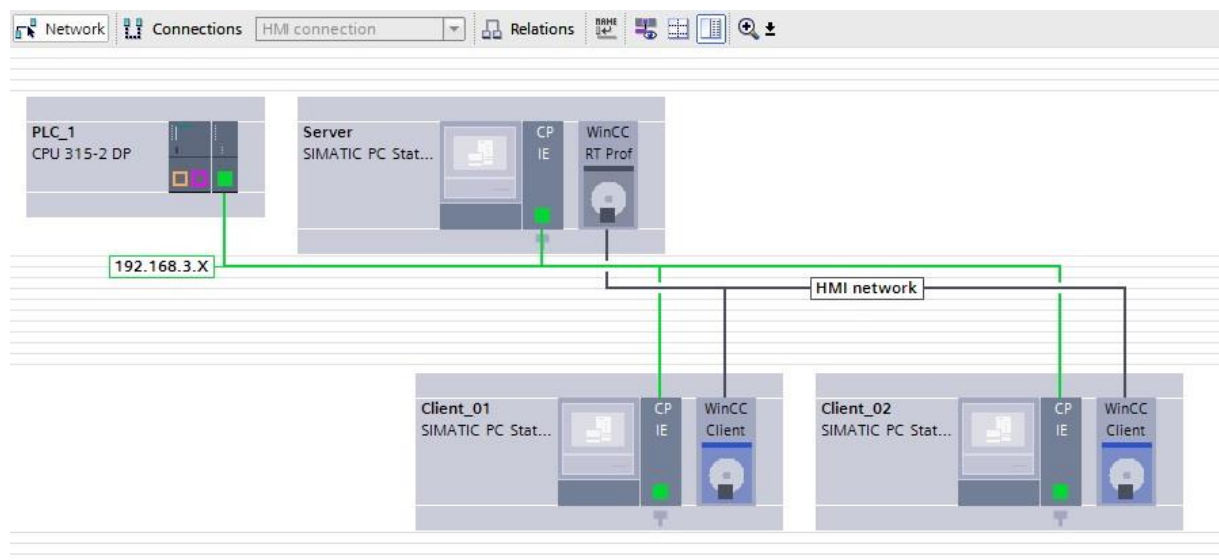 Network Connections HMI connection Relations NAME
PLC_1
CPU 315-2 DP
Server
SIMATIC PC Stat...
CP
IE
WinCC
RT Prof
192.168.3.X
HMI network
Client_01
SIMATIC PC Stat...
CP
IE
WinCC
Client
Client_02
SIMATIC PC Stat...
CP
IE
WinCC
Client